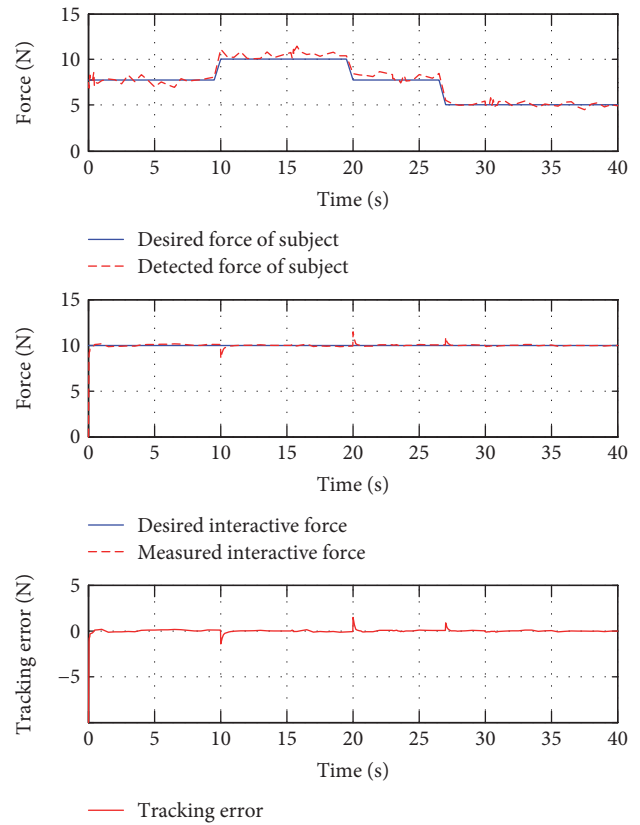 15
10
5
0
Force (N)
0 5 10 15 20 25 30 35 40
Time (s)
Desired force of subject
Detected force of subject
15
10
5
0
Force (N)
0 5 10 15 20 25 30 35 40
Time (s)
Desired interactive force
Measured interactive force
5
0
−5
Tracking error (N)
0 5 10 15 20 25 30 35 40
Time (s)
Tracking error